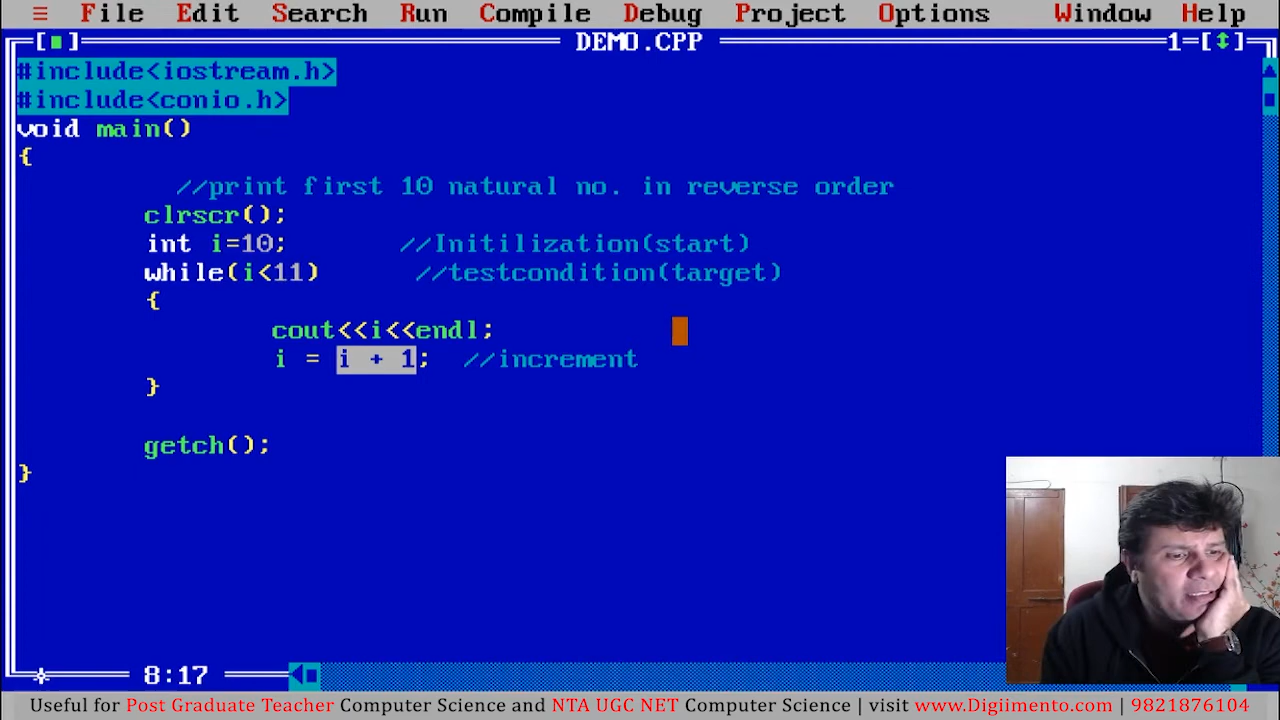 ≡ File Edit Search Run Compile Debug Project Options Window Help
[■] DEMO.CPP 1=[↕]
#include<iostream.h>
#include<conio.h>
void main()
{
//print first 10 natural no. in reverse order
clrscr();
int i=10; //Initilization(start)
while(i<11) //testcondition(target)
{
cout<<i<<endl;
i = i + 1; //increment
}
getch();
}
8:17
Useful for Post Graduate Teacher Computer Science and NTA UGC NET Computer Science | visit www.Digiimento.com | 9821876104